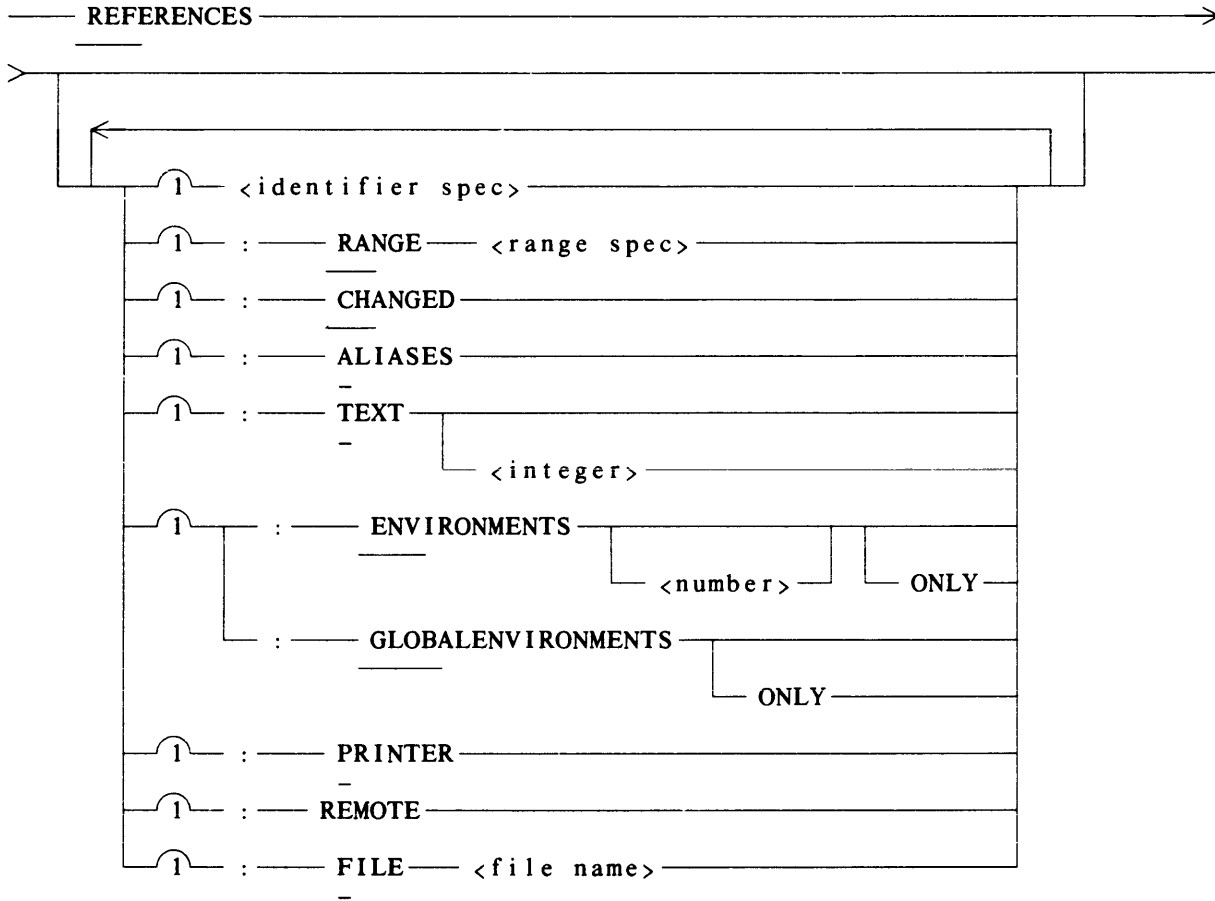 REFERENCES
1 <identifier spec>
1 : RANGE <range spec>
1 : CHANGED
1 : ALIASES
1 : TEXT
<integer>
1 : ENVIRONMENTS
<number> ONLY
: GLOBALENVIRONMENTS
ONLY
1 : PRINTER
1 : REMOTE
1 : FILE <file name>